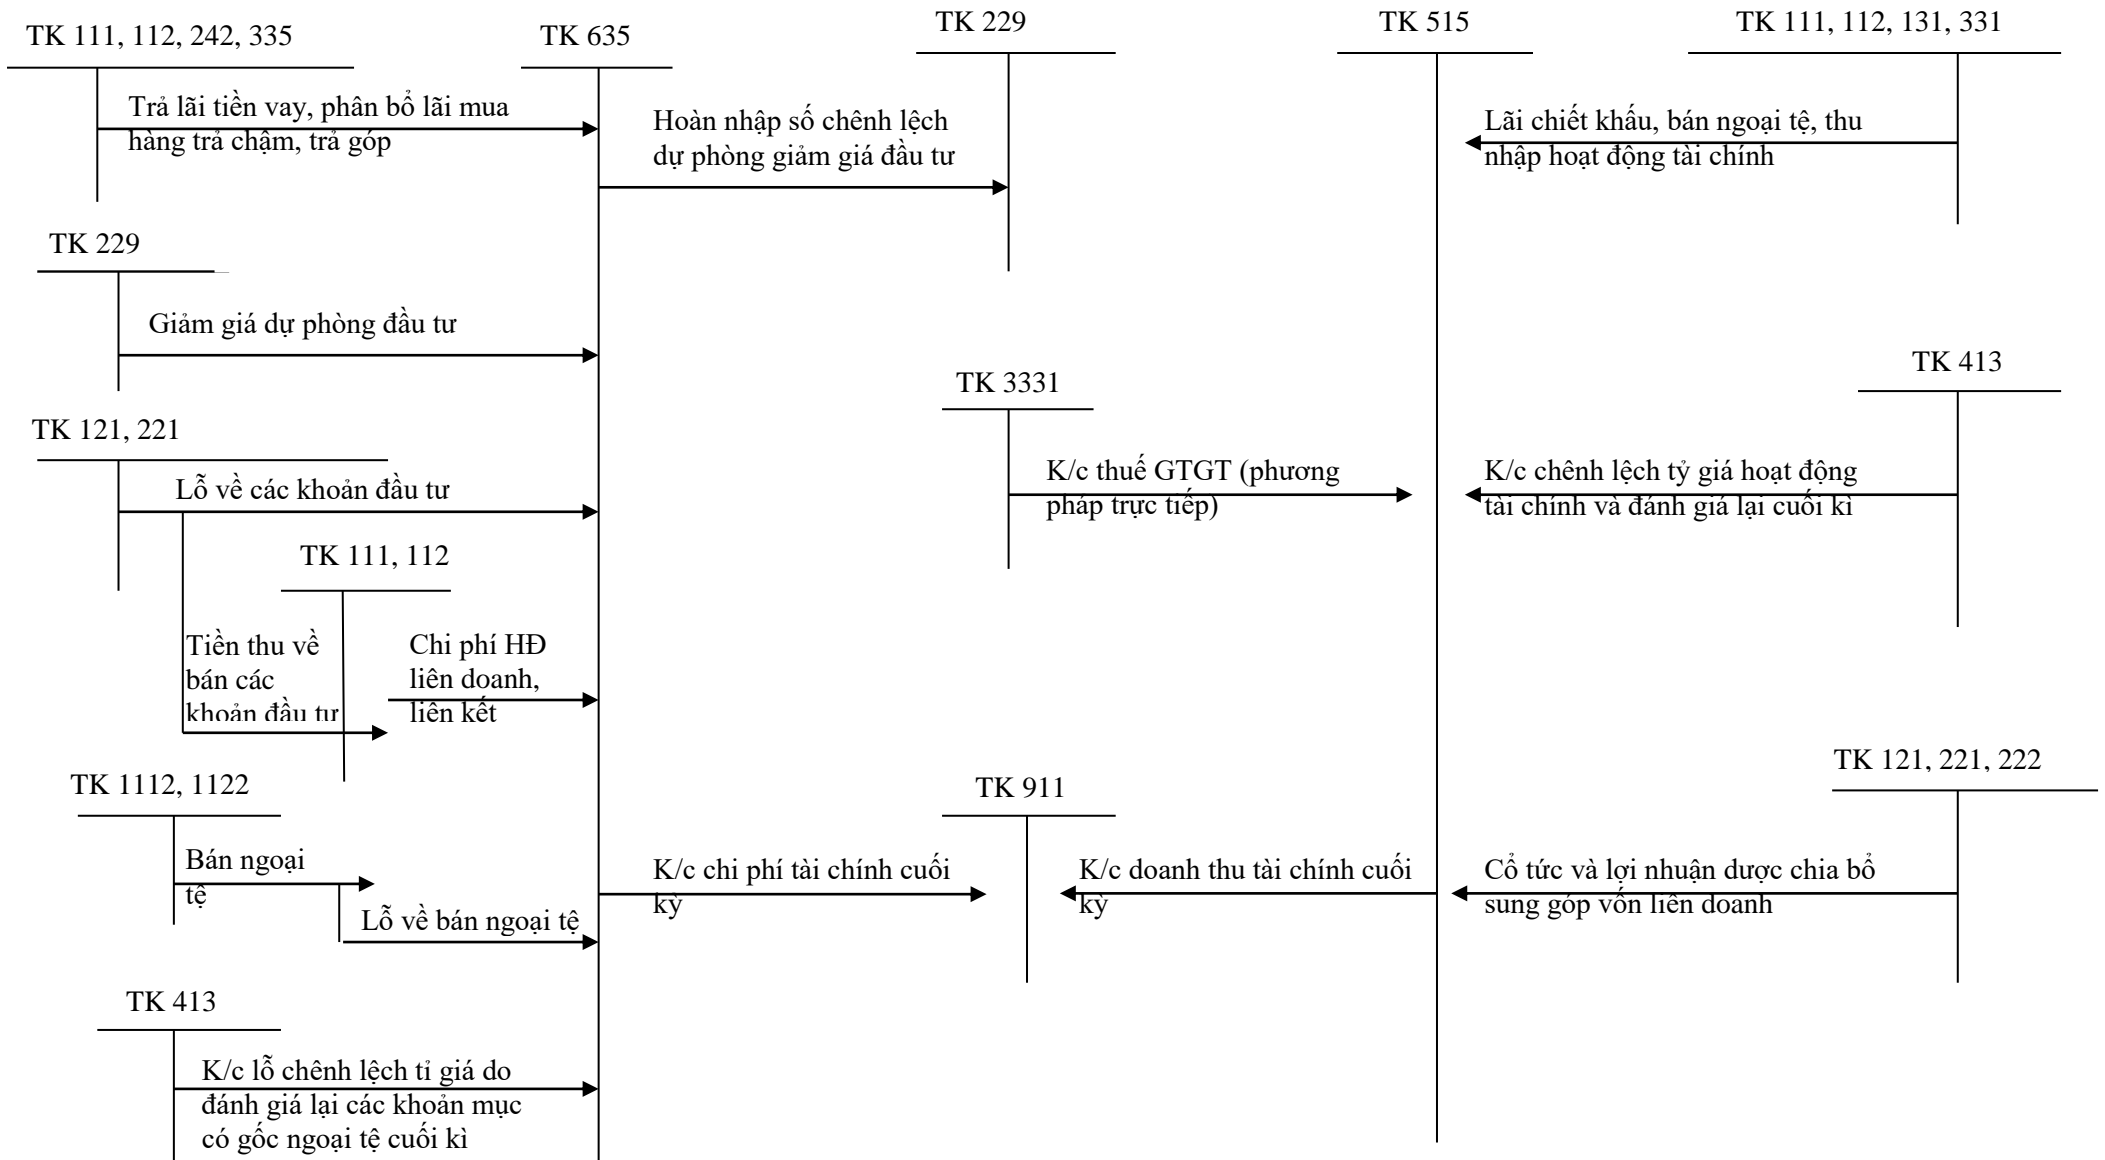 TK 111, 112, 242, 335
TK 635
TK 229
TK 515
TK 111, 112, 131, 331
Trả lãi tiền vay, phân bổ lãi mua
hàng trả chậm, trả góp
Hoàn nhập số chênh lệch
dự phòng giảm giá đầu tư
Lãi chiết khấu, bán ngoại tệ, thu
nhập hoạt động tài chính
TK 229
Giảm giá dự phòng đầu tư
TK 3331
TK 413
TK 121, 221
Lỗ về các khoản đầu tư
K/c thuế GTGT (phương
pháp trực tiếp)
K/c chênh lệch tỷ giá hoạt động
tài chính và đánh giá lại cuối kì
TK 111, 112
Tiền thu về
bán các
khoản đầu tư
Chi phí HĐ
liên doanh,
liên kết
TK 1112, 1122
TK 911
TK 121, 221, 222
Bán ngoại
tệ
Lỗ về bán ngoại tệ
K/c chi phí tài chính cuối
kỳ
K/c doanh thu tài chính cuối
kỳ
Cổ tức và lợi nhuận dược chia bổ
sung góp vốn liên doanh
TK 413
K/c lỗ chênh lệch tỉ giá do
đánh giá lại các khoản mục
có gốc ngoại tệ cuối kì